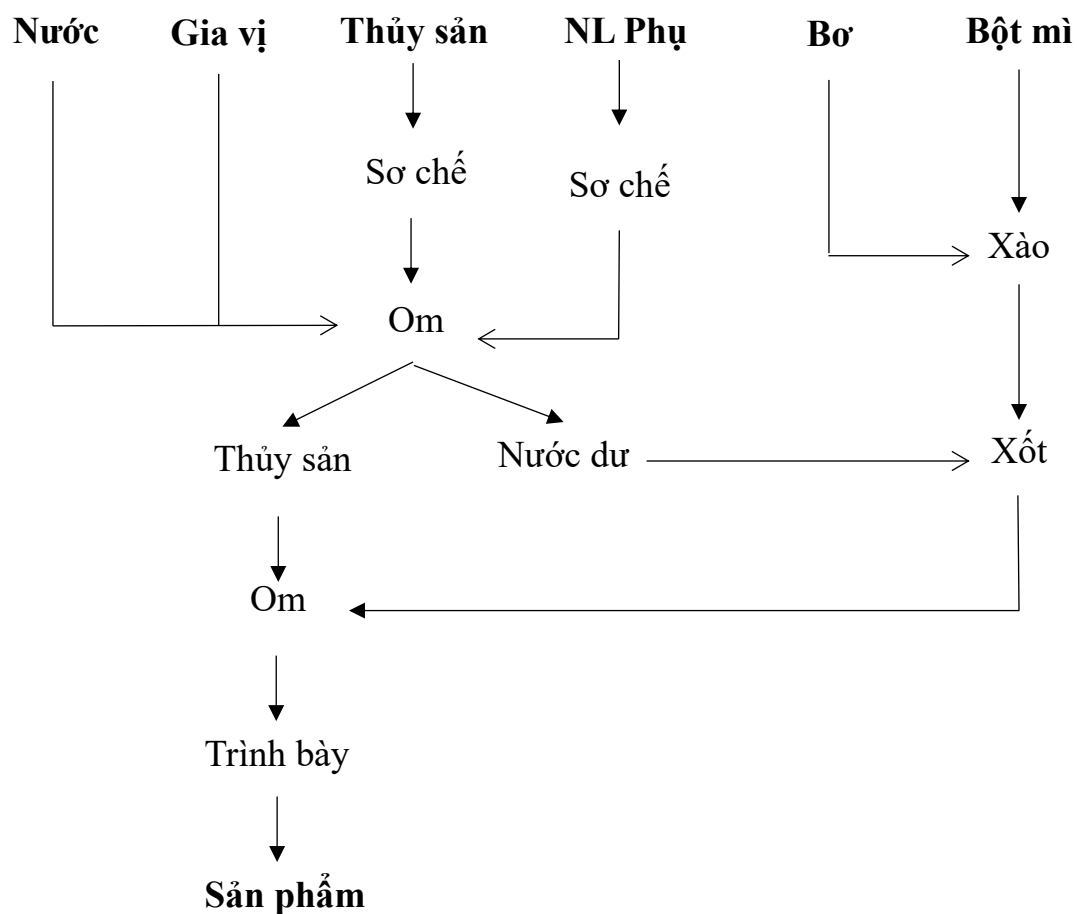 Nước Gia vị Thủy sản NL Phụ Bơ Bột mì
Sơ chế Sơ chế
Xào
Om
Thủy sản Nước dư Xốt
Om
Trình bày
Sản phẩm